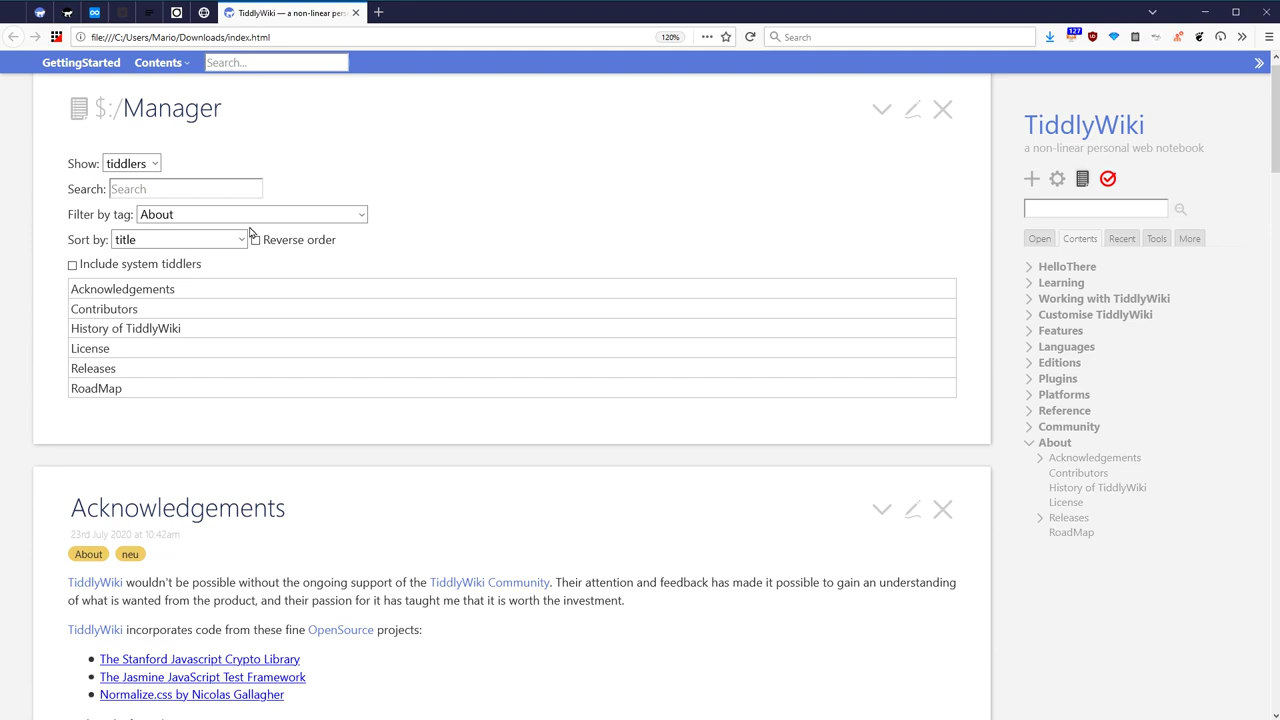 TiddlyWiki — a non-linear pers
file:///C:/Users/Mario/Downloads/index.html
120%
Search
127
GettingStarted
Contents
Search...
$:/Manager
Show: tiddlers
Search: Search
Filter by tag: About
Sort by: title
Reverse order
Include system tiddlers
Acknowledgements
Contributors
History of TiddlyWiki
License
Releases
RoadMap
Acknowledgements
23rd July 2020 at 10:42am
About
neu
TiddlyWiki wouldn't be possible without the ongoing support of the TiddlyWiki Community. Their attention and feedback has made it possible to gain an understanding
of what is wanted from the product, and their passion for it has taught me that it is worth the investment.
TiddlyWiki incorporates code from these fine OpenSource projects:
The Stanford Javascript Crypto Library
The Jasmine JavaScript Test Framework
Normalize.css by Nicolas Gallagher
TiddlyWiki
a non-linear personal web notebook
Open
Contents
Recent
Tools
More
HelloThere
Learning
Working with TiddlyWiki
Customise TiddlyWiki
Features
Languages
Editions
Plugins
Platforms
Reference
Community
About
Acknowledgements
Contributors
History of TiddlyWiki
License
Releases
RoadMap